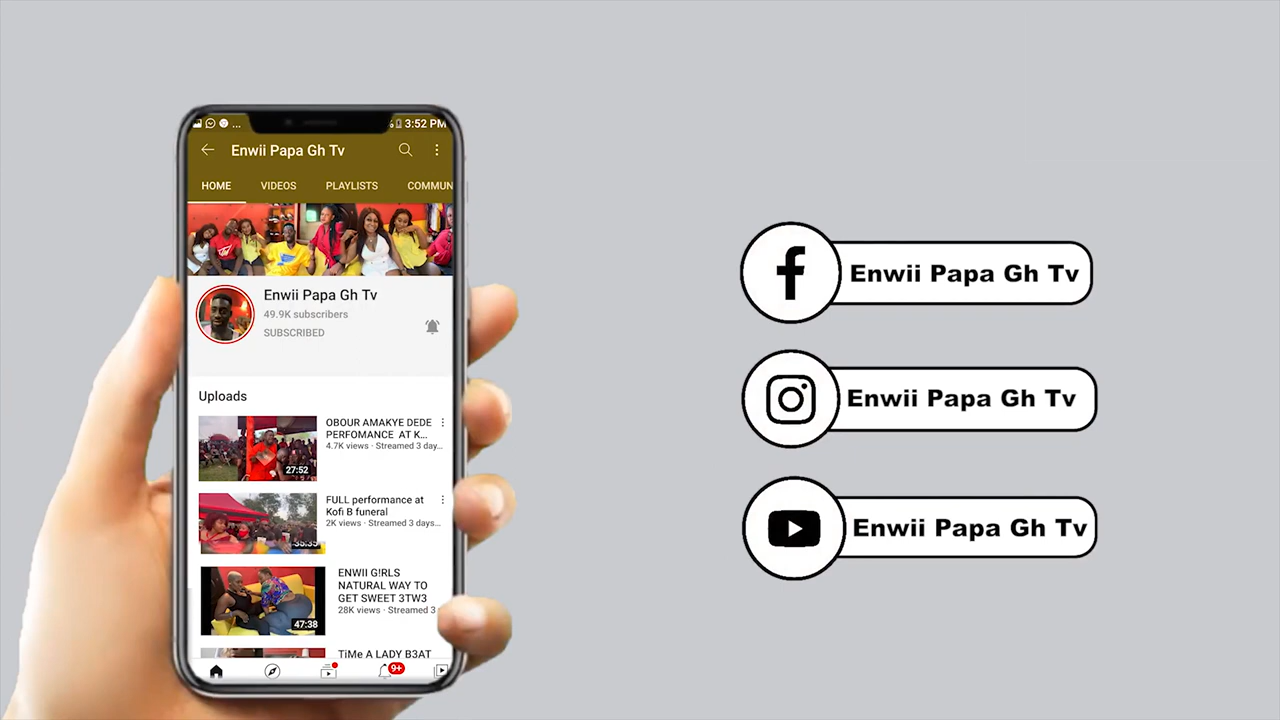 ... 3:52 PM
Enwii Papa Gh Tv
HOME VIDEOS PLAYLISTS COMMUN
Enwii Papa Gh Tv
49.9K subscribers
SUBSCRIBED
Uploads
OBOUR AMAKYE DEDE
PERFOMANCE AT K...
4.7K views · Streamed 3 day...
27:52
FULL performance at
Kofi B funeral
2K views · Streamed 3 days...
35:35
ENWII G!RLS
NATURAL WAY TO
GET SWEET 3TW3
28K views · Streamed 3
47:38
TiMe A LADY B3AT
9+
Enwii Papa Gh Tv
Enwii Papa Gh Tv
Enwii Papa Gh Tv